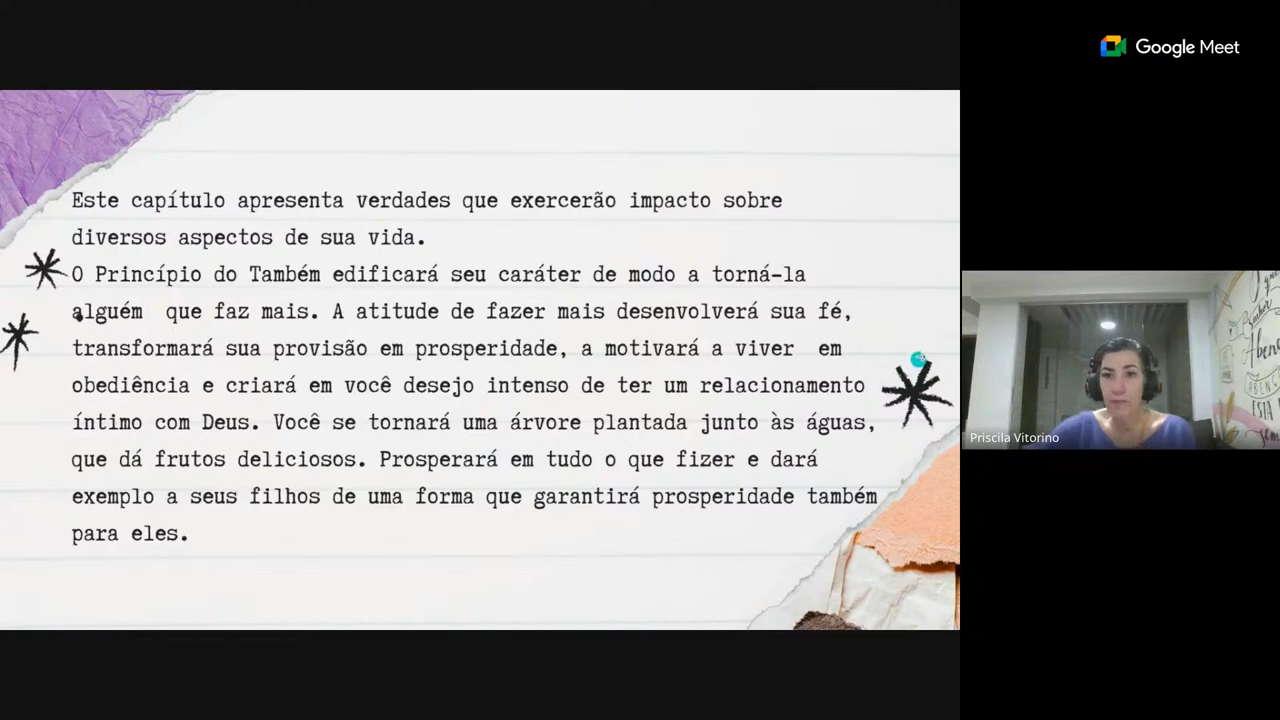 Google Meet
Este capítulo apresenta verdades que exercerão impacto sobre
diversos aspectos de sua vida.
O Princípio do Também edificará seu caráter de modo a torná-la
alguém  que faz mais. A atitude de fazer mais desenvolverá sua fé,
transformará sua provisão em prosperidade, a motivará a viver  em
obediência e criará em você desejo intenso de ter um relacionamento
íntimo com Deus. Você se tornará uma árvore plantada junto às águas,
que dá frutos deliciosos. Prosperará em tudo o que fizer e dará
exemplo a seus filhos de uma forma que garantirá prosperidade também
para eles.
Priscila Vitorino